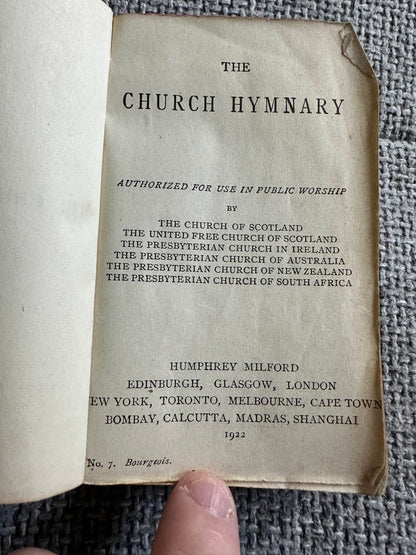 THE
CHURCH HYMNARY
AUTHORIZED FOR USE IN PUBLIC WORSHIP
BY
THE CHURCH OF SCOTLAND
THE UNITED FREE CHURCH OF SCOTLAND
THE PRESBYTERIAN CHURCH IN IRELAND
THE PRESBYTERIAN CHURCH OF AUSTRALIA
THE PRESBYTERIAN CHURCH OF NEW ZEALAND
THE PRESBYTERIAN CHURCH OF SOUTH AFRICA
HUMPHREY MILFORD
EDINBURGH, GLASGOW, LONDON
EW YORK, TORONTO, MELBOURNE, CAPE TOWN
BOMBAY, CALCUTTA, MADRAS, SHANGHAI
1922
No. 7. Bourgeois.